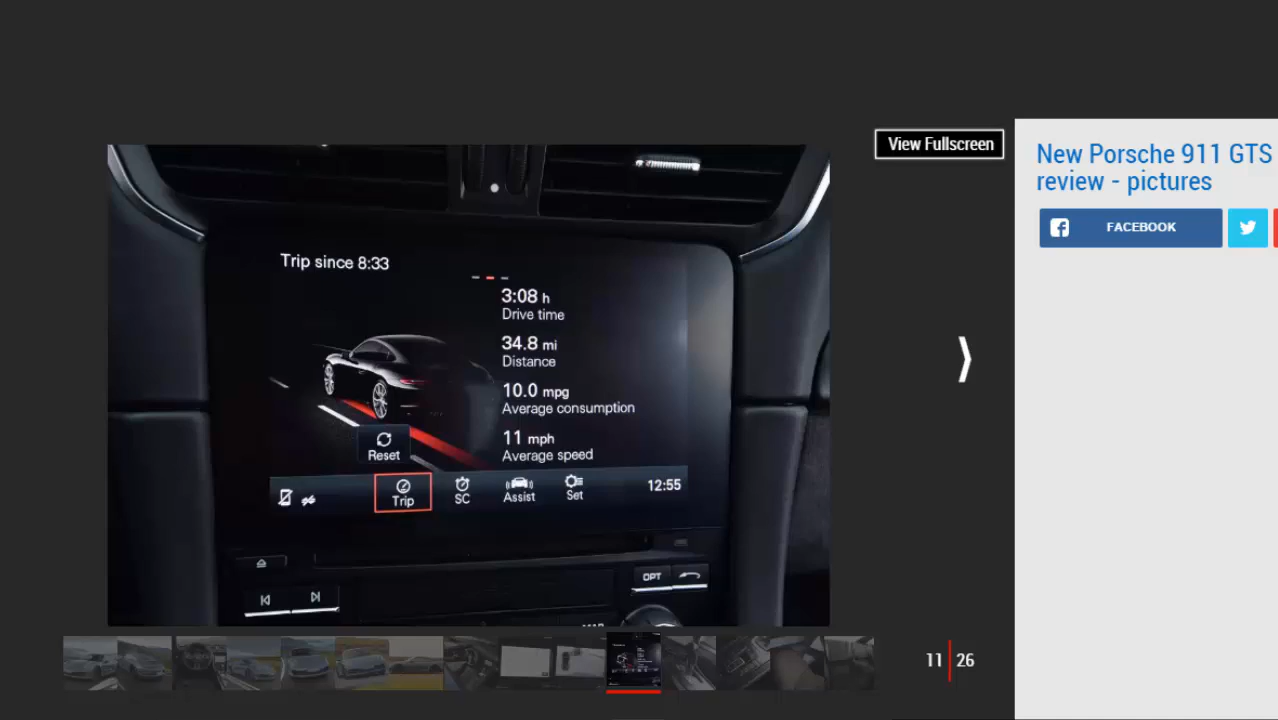 View Fullscreen
New Porsche 911 GTS
review - pictures
FACEBOOK
Trip since 8:33
3:08 h
Drive time
34.8 mi
Distance
10.0 mpg
Average consumption
11 mph
Average speed
Reset
Trip
SC
Assist
Set
12:55
OPT
11 26